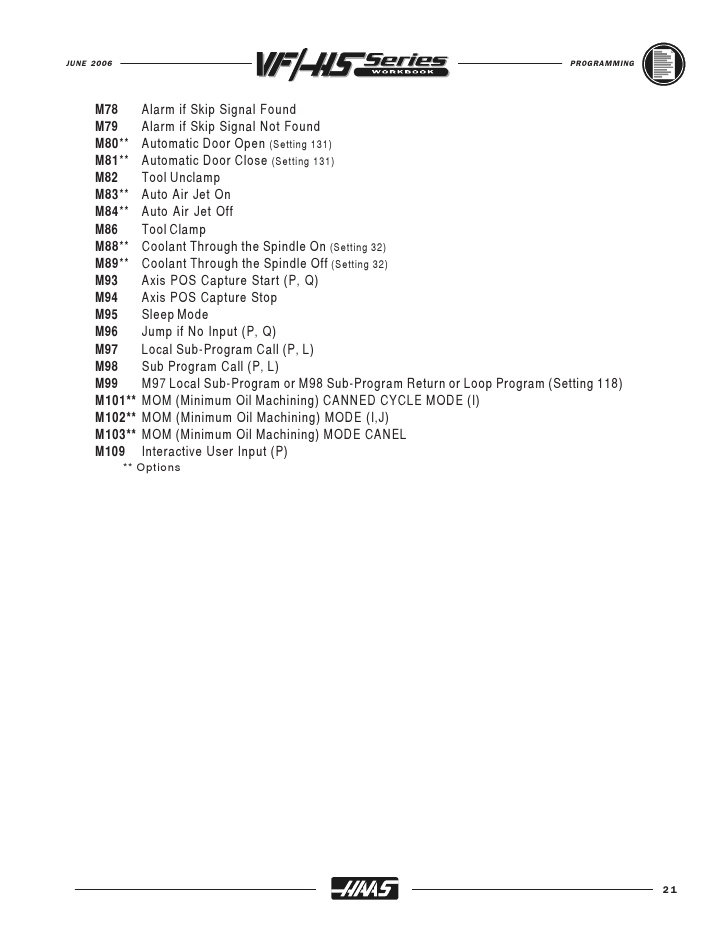 JUNE 2006
VF/HS Series
WORKBOOK
PROGRAMMING
M78 Alarm if Skip Signal Found
M79 Alarm if Skip Signal Not Found
M80** Automatic Door Open (Setting 131)
M81** Automatic Door Close (Setting 131)
M82 Tool Unclamp
M83** Auto Air Jet On
M84** Auto Air Jet Off
M86 Tool Clamp
M88** Coolant Through the Spindle On (Setting 32)
M89** Coolant Through the Spindle Off (Setting 32)
M93 Axis POS Capture Start (P, Q)
M94 Axis POS Capture Stop
M95 Sleep Mode
M96 Jump if No Input (P, Q)
M97 Local Sub-Program Call (P, L)
M98 Sub Program Call (P, L)
M99 M97 Local Sub-Program or M98 Sub-Program Return or Loop Program (Setting 118)
M101** MOM (Minimum Oil Machining) CANNED CYCLE MODE (I)
M102** MOM (Minimum Oil Machining) MODE (I,J)
M103** MOM (Minimum Oil Machining) MODE CANEL
M109 Interactive User Input (P)
** Options
HAAS
21